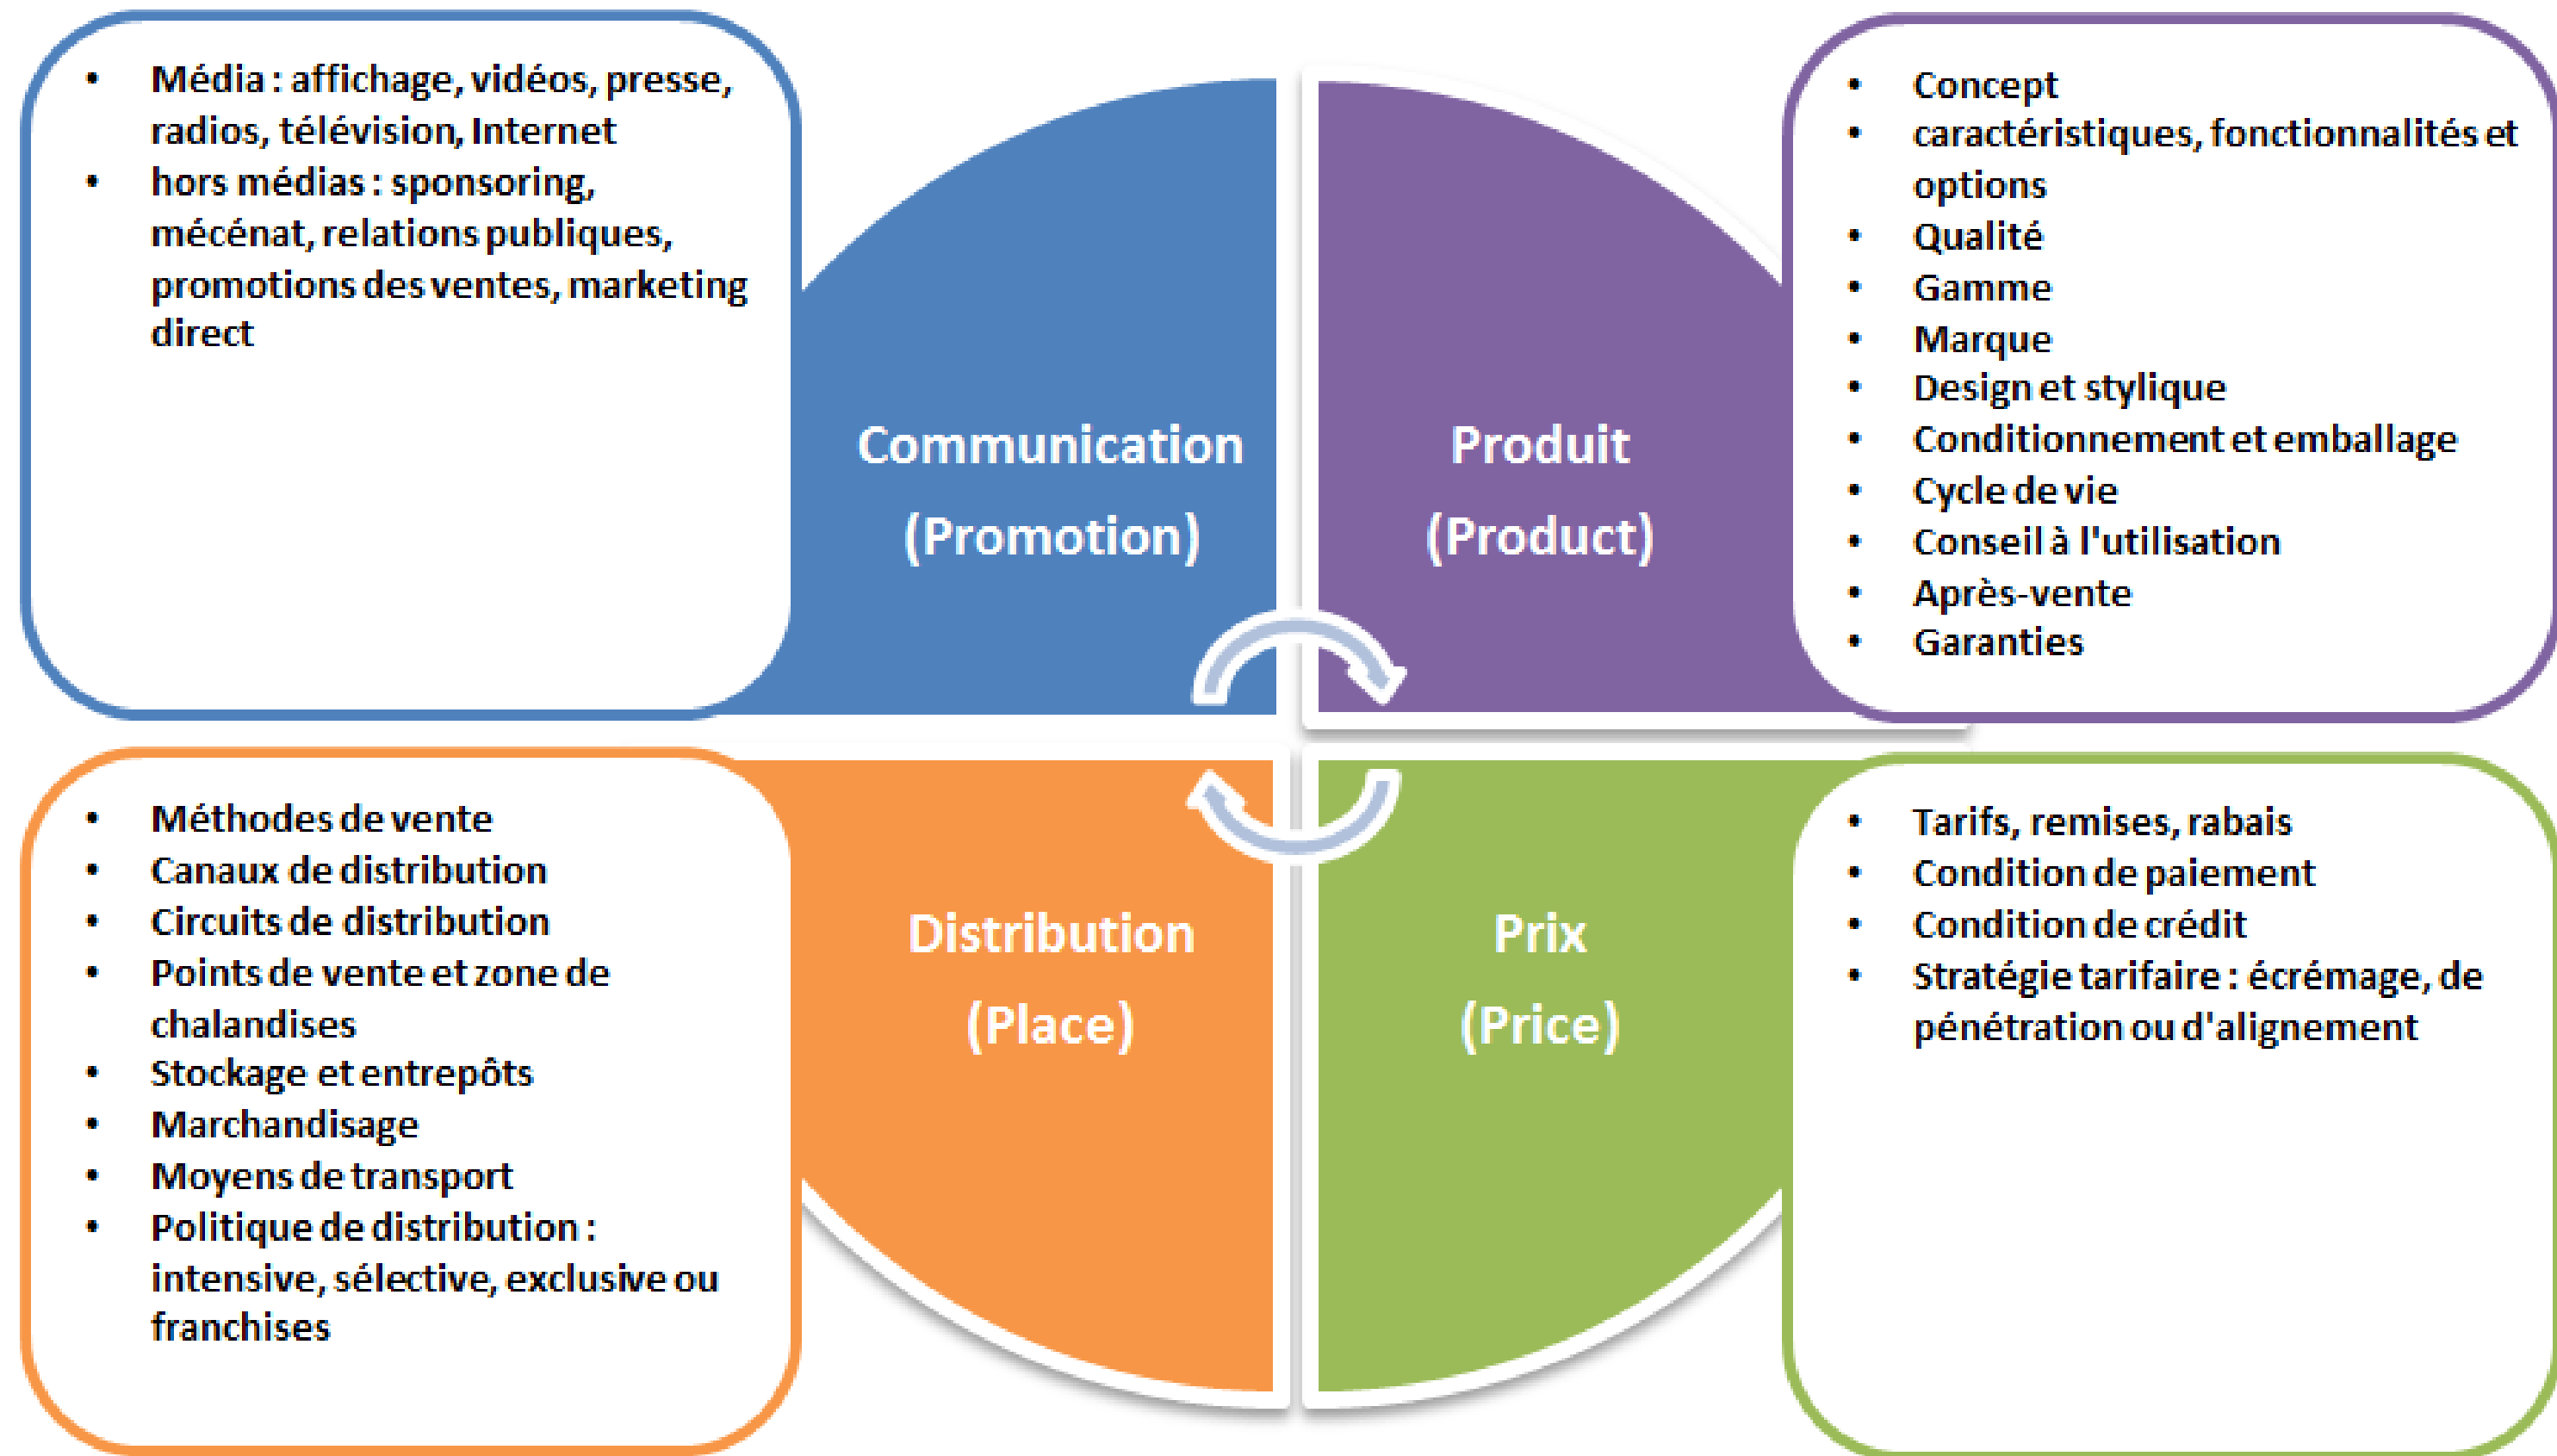 • Média : affichage, vidéos, presse,
radios, télévision, Internet
• hors médias : sponsoring,
mécénat, relations publiques,
promotions des ventes, marketing
direct
Communication
(Promotion)
Produit
(Product)
• Concept
• caractéristiques, fonctionnalités et
options
• Qualité
• Gamme
• Marque
• Design et stylique
• Conditionnement et emballage
• Cycle de vie
• Conseil à l'utilisation
• Après-vente
• Garanties
• Méthodes de vente
• Canaux de distribution
• Circuits de distribution
• Points de vente et zone de
chalandises
• Stockage et entrepôts
• Marchandisage
• Moyens de transport
• Politique de distribution :
intensive, sélective, exclusive ou
franchises
Distribution
(Place)
Prix
(Price)
• Tarifs, remises, rabais
• Condition de paiement
• Condition de crédit
• Stratégie tarifaire : écrémage, de
pénétration ou d'alignement